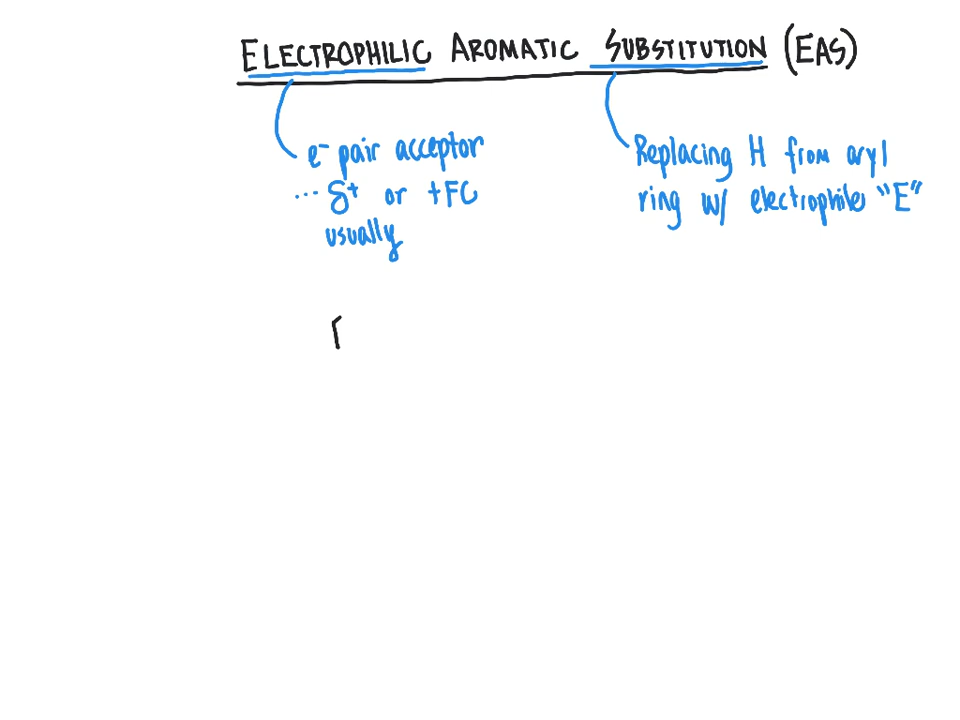 ELECTROPHILIC AROMATIC SUBSTITUTION (EAS)
e⁻ pair acceptor
... δ⁺ or +FC
usually
Replacing H from aryl
ring w/ electrophile "E"